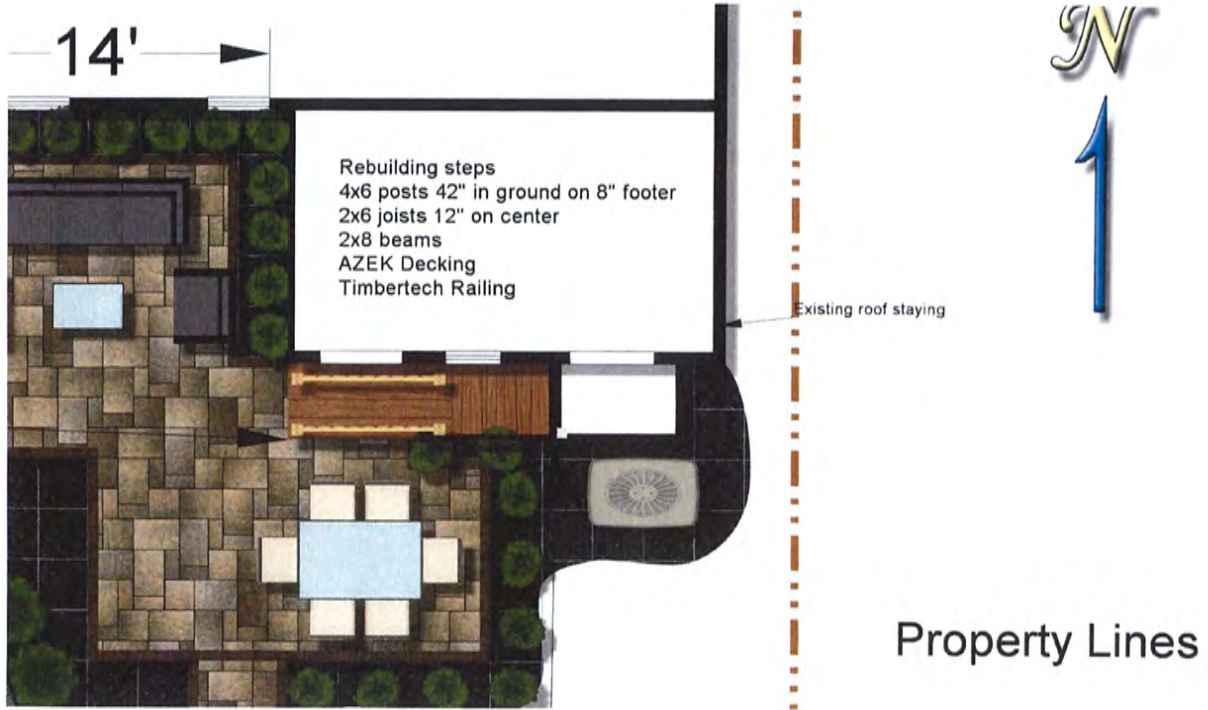 14'
N
Rebuilding steps
4x6 posts 42" in ground on 8" footer
2x6 joists 12" on center
2x8 beams
AZEK Decking
Timbertech Railing
Existing roof staying
Property Lines